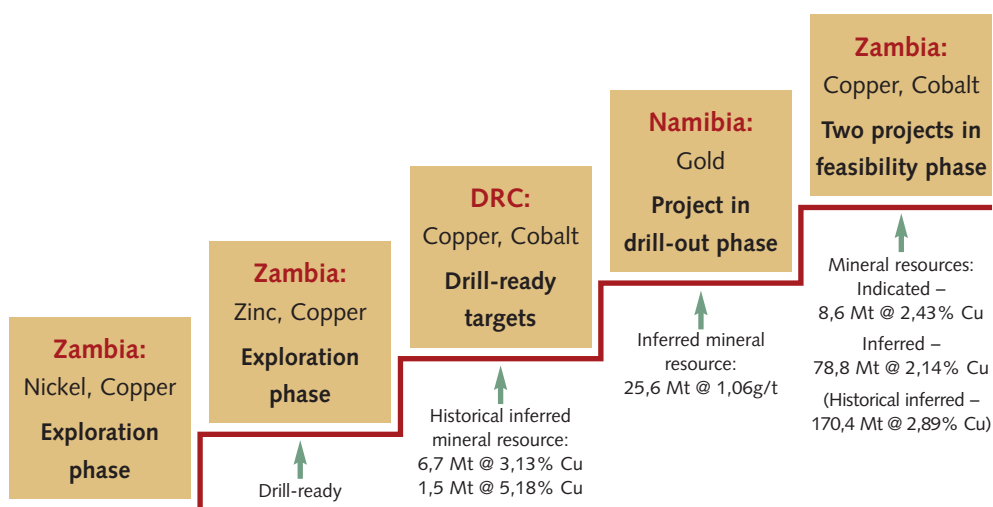 Zambia:
Nickel, Copper
Exploration
phase
Zambia:
Zinc, Copper
Exploration
phase
Drill-ready
DRC:
Copper, Cobalt
Drill-ready
targets
Historical inferred
mineral resource:
6,7 Mt @ 3,13% Cu
1,5 Mt @ 5,18% Cu
Namibia:
Gold
Project in
drill-out phase
Inferred mineral
resource:
25,6 Mt @ 1,06g/t
Zambia:
Copper, Cobalt
Two projects in
feasibility phase
Mineral resources:
Indicated –
8,6 Mt @ 2,43% Cu
Inferred –
78,8 Mt @ 2,14% Cu
(Historical inferred –
170,4 Mt @ 2,89% Cu)